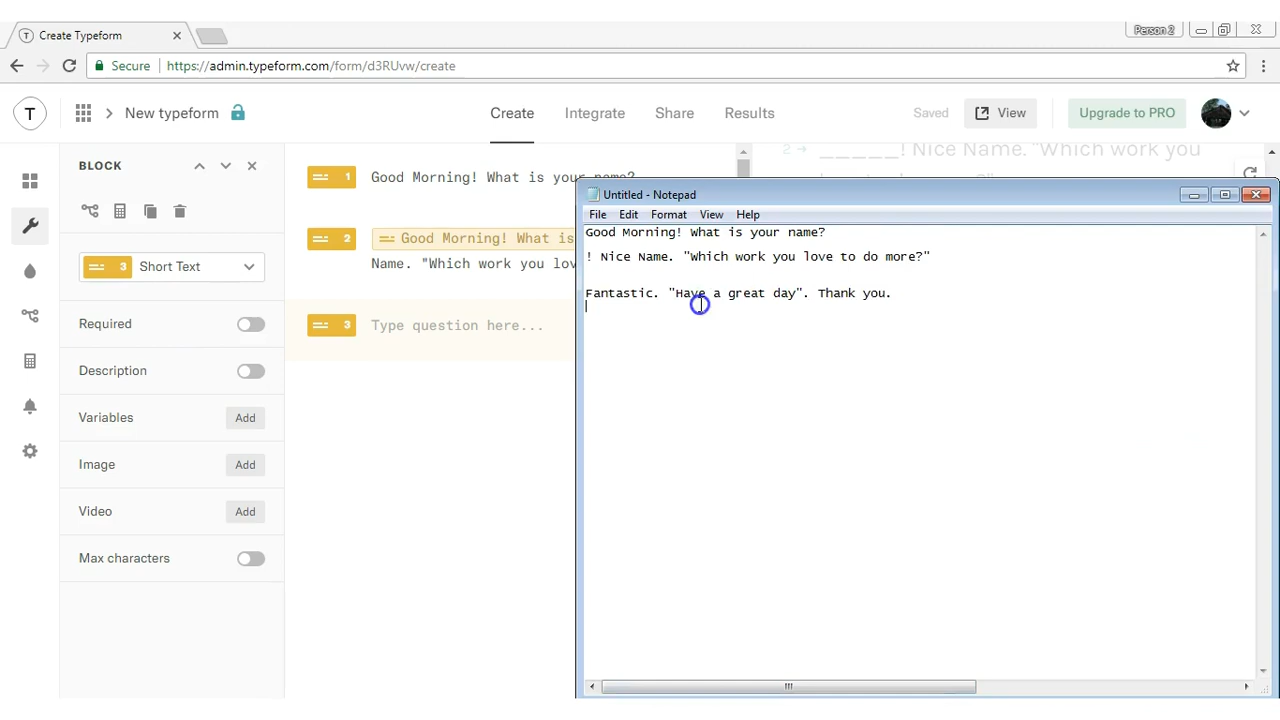 Create Typeform
Person 2
Secure https://admin.typeform.com/form/d3RUvw/create
T New typeform Create Integrate Share Results Saved View Upgrade to PRO
BLOCK
2 _____! Nice Name. "Which work you
1 Good Morning! What is your name?
Untitled - Notepad
File Edit Format View Help
Good Morning! What is your name?
2 Good Morning! What is
Name. "Which work you lov
! Nice Name. "Which work you love to do more?"
3 Short Text
Fantastic. "Have a great day". Thank you.
Required
3 Type question here...
Description
Variables Add
Image Add
Video Add
Max characters